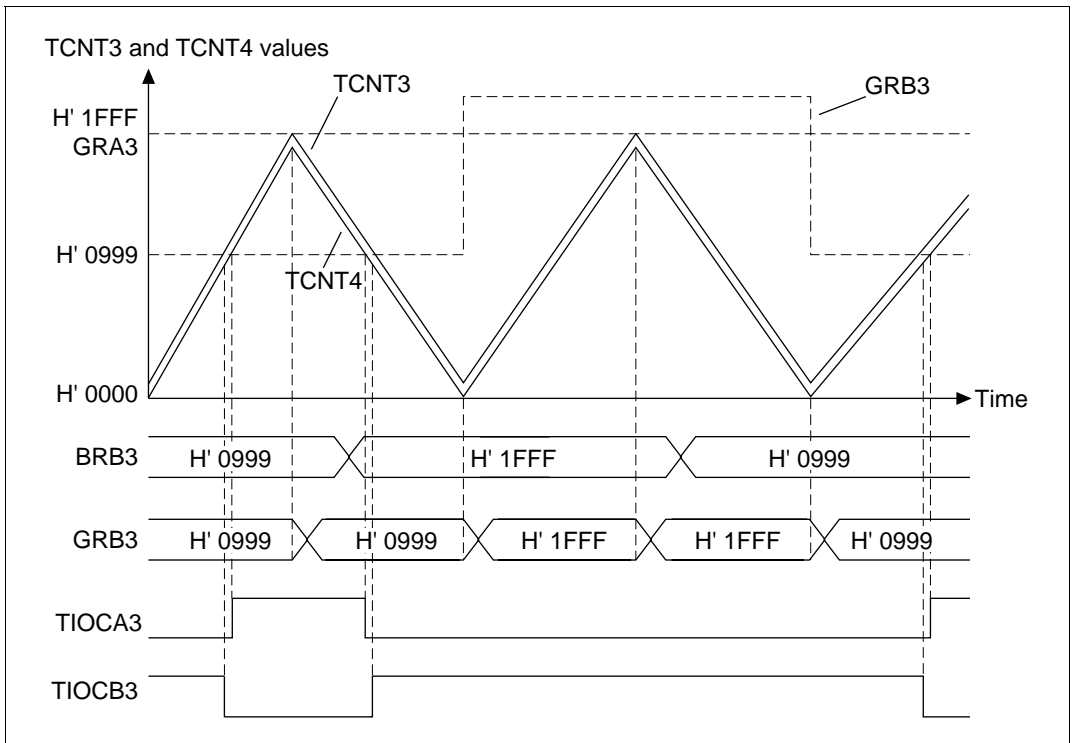 TCNT3 and TCNT4 values
TCNT3
GRB3
H' 1FFF
GRA3
H' 0999
TCNT4
H' 0000
Time
BRB3
H' 0999
H' 1FFF
H' 0999
GRB3
H' 0999
H' 0999
H' 1FFF
H' 1FFF
H' 0999
TIOCA3
TIOCB3